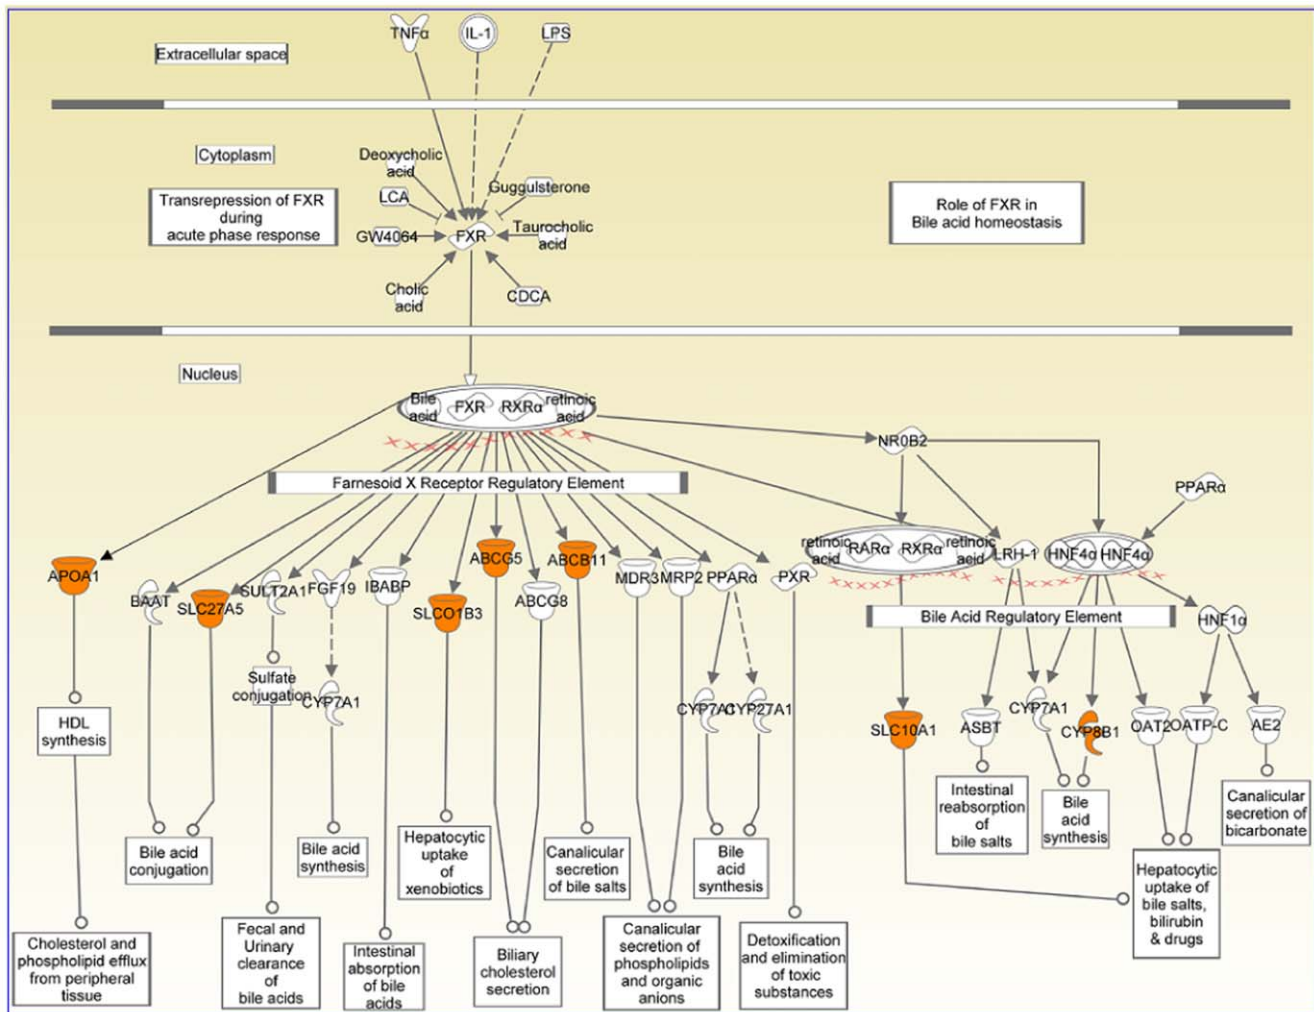 TNFα
IL-1
LPS
Extracellular space
Cytoplasm
Deoxycholic
acid
LCA
Guggulsterone
Transrepression of FXR
during
acute phase response
GW4064
FXR
Taurocholic
acid
Role of FXR in
Bile acid homeostasis
Cholic
acid
CDCA
Nucleus
Bile
acid
FXR
RXRα
retinoic
acid
NR0B2
Farnesoid X Receptor Regulatory Element
PPARα
APOA1
BAAT
SLC27A5
SULT2A1
FGF19
IBABP
SLCO1B3
ABCG5
ABCG8
ABCB11
MDR3
MRP2
PPARα
PXR
retinoic
acid
RARα
RXRα
retinoic
acid
LRH-1
HNF4α
HNF4α
Bile Acid Regulatory Element
HNF1α
Sulfate
conjugation
CYP7A1
CYP7A1
CYP27A1
SLC10A1
ASBT
CYP7A1
CYP8B1
OAT2
OATP-C
AE2
HDL
synthesis
Bile acid
conjugation
Bile acid
synthesis
Hepatocytic
uptake
of
xenobiotics
Canalicular
secretion
of bile salts
Bile
acid
synthesis
Intestinal
reabsorption
of
bile salts
Bile
acid
synthesis
Canalicular
secretion of
bicarbonate
Hepatocytic
uptake of
bile salts,
bilirubin
& drugs
Cholesterol and
phospholipid efflux
from peripheral
tissue
Fecal and
Urinary
clearance
of
bile acids
Intestinal
absorption
of bile
acids
Biliary
cholesterol
secretion
Canalicular
secretion of
phospholipids
and organic
anions
Detoxification
and elimination
of toxic
substances